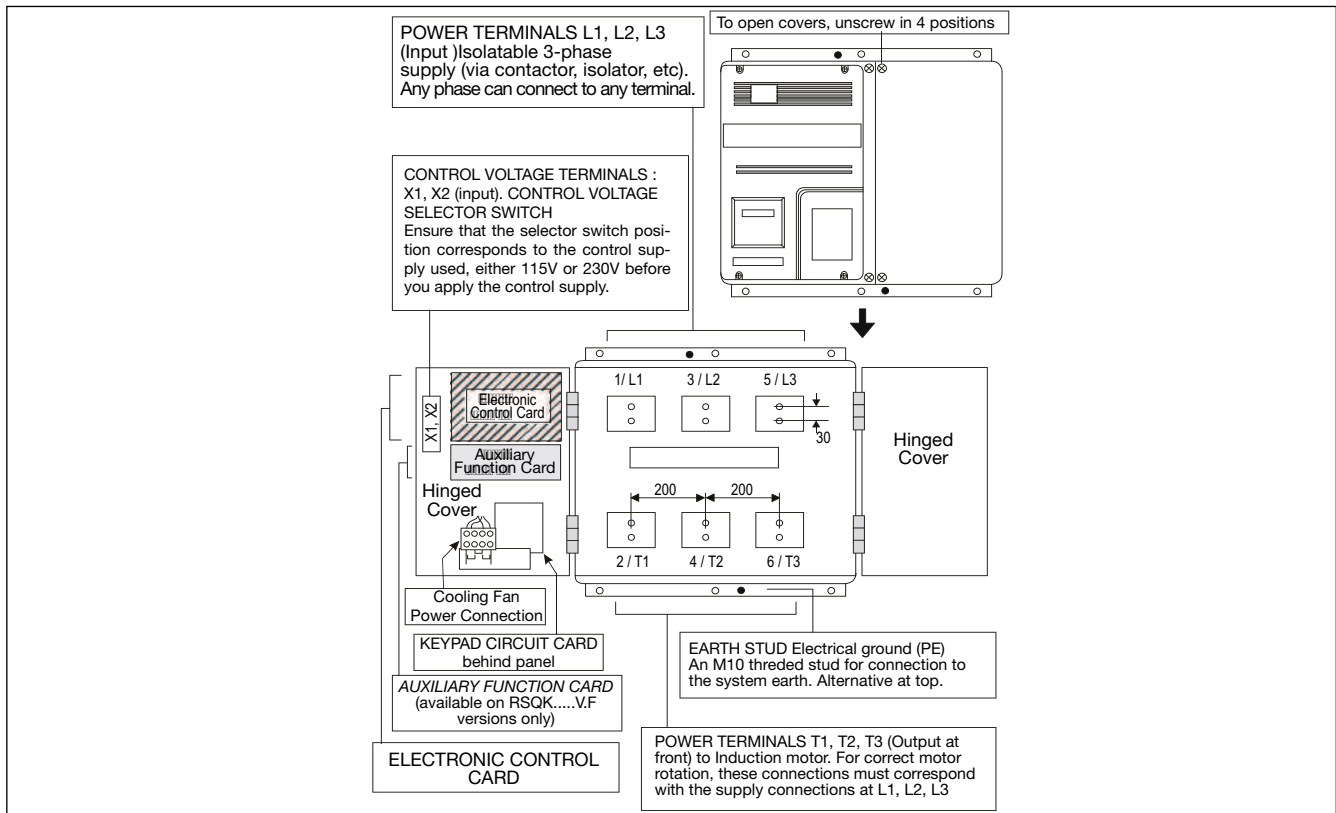 POWER TERMINALS L1, L2, L3
(Input )Isolatable 3-phase
supply (via contactor, isolator, etc).
Any phase can connect to any terminal.
To open covers, unscrew in 4 positions
CONTROL VOLTAGE TERMINALS :
X1, X2 (input). CONTROL VOLTAGE
SELECTOR SWITCH
Ensure that the selector switch posi-
tion corresponds to the control sup-
ply used, either 115V or 230V before
you apply the control supply.
X1, X2
Electronic
Control Card
Auxiliary
Function Card
Hinged
Cover
1/ L1
3 / L2
5 / L3
30
200
200
2 / T1
4 / T2
6 / T3
Hinged
Cover
Cooling Fan
Power Connection
KEYPAD CIRCUIT CARD
behind panel
AUXILIARY FUNCTION CARD
(available on RSQK.....V.F
versions only)
ELECTRONIC CONTROL
CARD
EARTH STUD Electrical ground (PE)
An M10 threded stud for connection to
the system earth. Alternative at top.
POWER TERMINALS T1, T2, T3 (Output at
front) to Induction motor. For correct motor
rotation, these connections must correspond
with the supply connections at L1, L2, L3